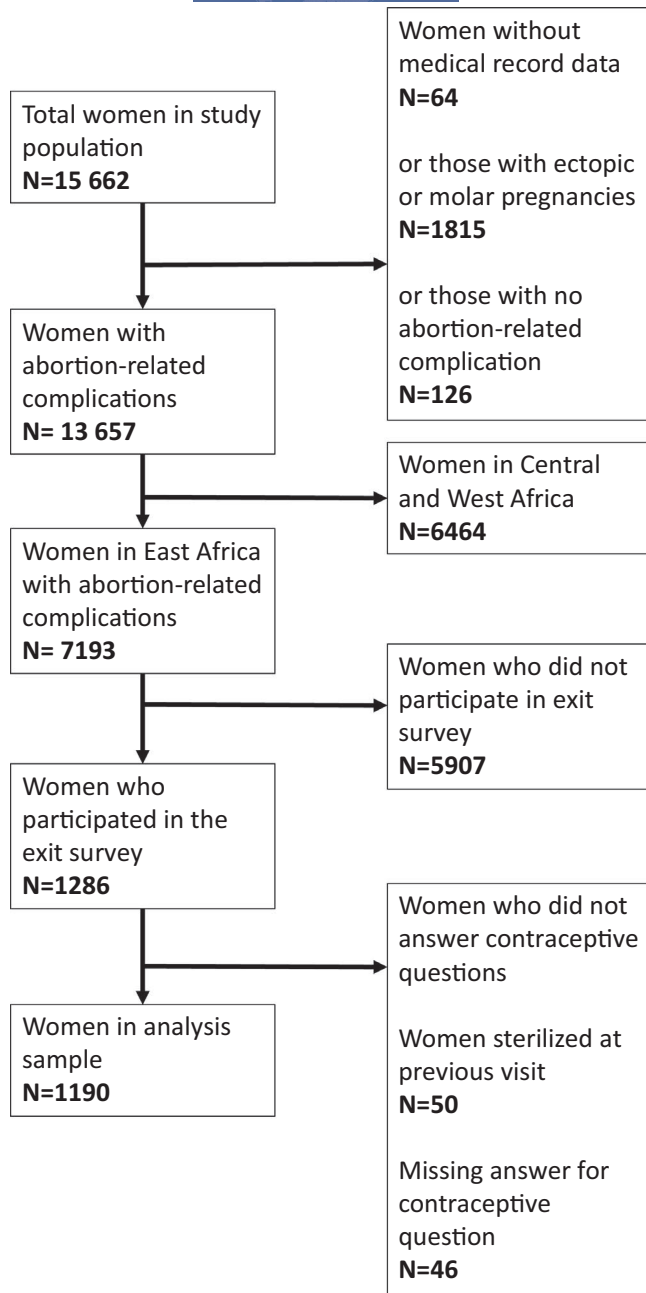 Total women in study
population
N=15 662
Women without
medical record data
N=64
or those with ectopic
or molar pregnancies
N=1815
or those with no
abortion-related
complication
N=126
Women with
abortion-related
complications
N= 13 657
Women in Central
and West Africa
N=6464
Women in East Africa
with abortion-related
complications
N= 7193
Women who did not
participate in exit
survey
N=5907
Women who
participated in the
exit survey
N=1286
Women who did not
answer contraceptive
questions
Women sterilized at
previous visit
N=50
Missing answer for
contraceptive
question
N=46
Women in analysis
sample
N=1190